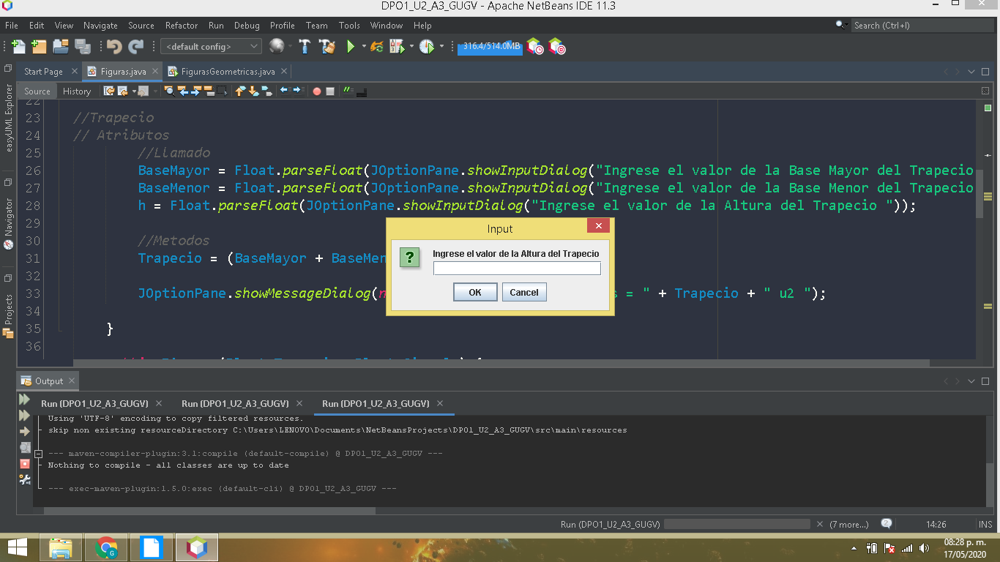 DPO1_U2_A3_GUGV - Apache NetBeans IDE 11.3
File Edit View Navigate Source Refactor Run Debug Profile Team Tools Window Help
Search (Ctrl+I)
<default config>
316.4/514.0MB
Start Page Figuras.java FigurasGeometricas.java
Source History
easyUML Explorer
Navigator
Projects
22
23 //Trapecio
24 // Atributos
25 //Llamado
26 BaseMayor = Float.parseFloat(JOptionPane.showInputDialog("Ingrese el valor de la Base Mayor del Trapecio
27 BaseMenor = Float.parseFloat(JOptionPane.showInputDialog("Ingrese el valor de la Base Menor del Trapecio
28 h = Float.parseFloat(JOptionPane.showInputDialog("Ingrese el valor de la Altura del Trapecio "));
29
30 //Metodos
31 Trapecio = (BaseMayor + BaseMen
32
33 JOptionPane.showMessageDialog(n s = " + Trapecio + " u2 ");
34
35 }
36
Input
Ingrese el valor de la Altura del Trapecio
OK Cancel
Output
Run (DPO1_U2_A3_GUGV) Run (DPO1_U2_A3_GUGV) Run (DPO1_U2_A3_GUGV)
Using 'UTF-8' encoding to copy filtered resources.
skip non existing resourceDirectory C:\Users\LENOVO\Documents\NetBeansProjects\DPO1_U2_A3_GUGV\src\main\resources
--- maven-compiler-plugin:3.1:compile (default-compile) @ DPO1_U2_A3_GUGV ---
Nothing to compile - all classes are up to date
--- exec-maven-plugin:1.5.0:exec (default-cli) @ DPO1_U2_A3_GUGV ---
Run (DPO1_U2_A3_GUGV) (7 more...) 2 14:26 INS
08:28 p. m.
17/05/2020